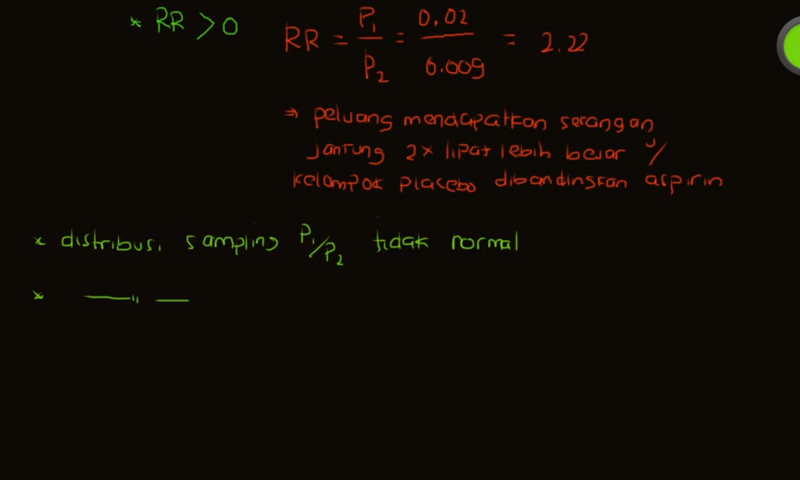 * RR > 0
RR = P1/P2 = 0.02/0.009 = 2.22
⇒ peluang mendapatkan serangan
jantung 2x lipat lebih besar u/
kelompok placebo dibandingkan aspirin
* distribusi sampling P1/P2 tidak normal
* —— " ——